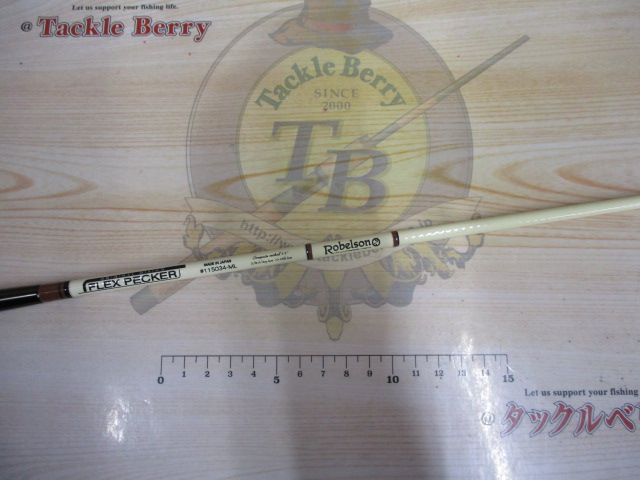 Let us support your fishing life.
@ Tackle Berry
Tackle Berry
SINCE
2000
TB
http://
Robelson
MADE IN JAPAN
#115034-ML
FLEX PECKER
0 1 2 3 4 5 6 7 8 9 10 11 12 13 14 15
Let us support your fishing
@ タックルベ